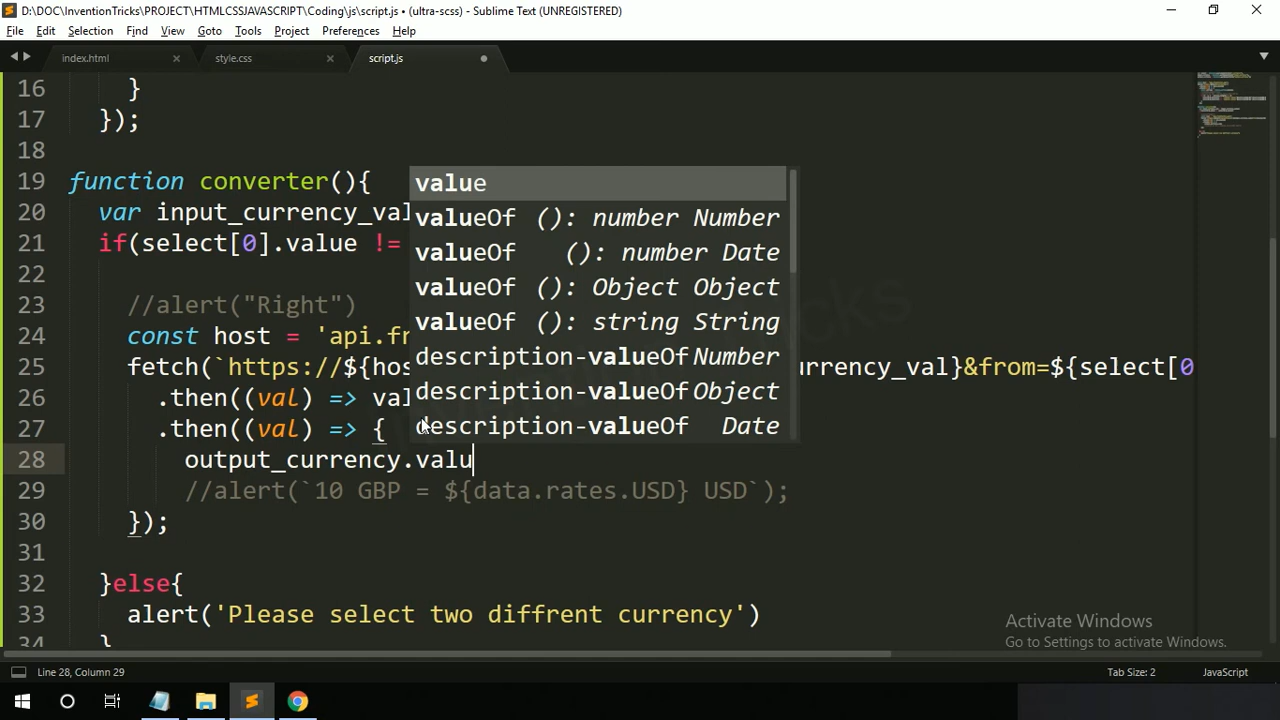 D:\DOC\InventionTricks\PROJECT\HTMLCSSJAVASCRIPT\Coding\js\script.js • (ultra-scss) - Sublime Text (UNREGISTERED)
File Edit Selection Find View Goto Tools Project Preferences Help
index.html style.css script.js
16 }
17 });
18
19 function converter(){
20 var input_currency_val
21 if(select[0].value !=
22
23 //alert("Right")
24 const host = 'api.fr
25 fetch(`https://${hos urrency_val}&from=${select[0
26 .then((val) => val
27 .then((val) => {
28 output_currency.valu
29 //alert(`10 GBP = ${data.rates.USD} USD`);
30 });
31
32 }else{
33 alert('Please select two diffrent currency')
34 }
value
valueOf (): number Number
valueOf (): number Date
valueOf (): Object Object
valueOf (): string String
description-valueOf Number
description-valueOf Object
description-valueOf Date
Activate Windows
Go to Settings to activate Windows.
Line 28, Column 29 Tab Size: 2 JavaScript